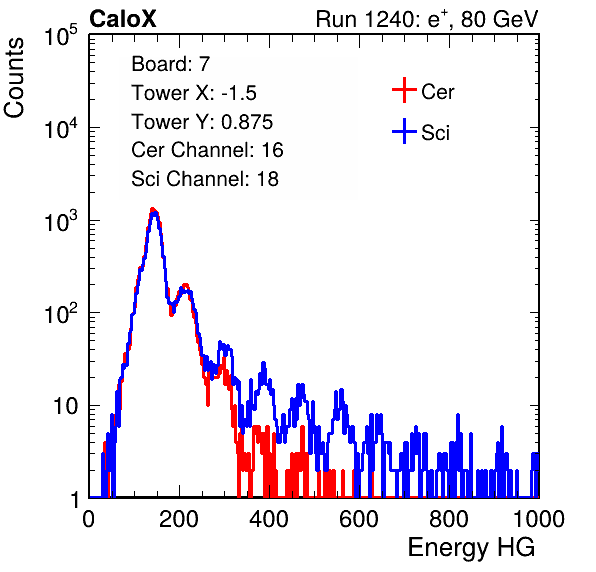 CaloX Run 1240: e⁺, 80 GeV
Counts
10⁵
10⁴
10³
10²
10
1
Board: 7
Tower X: -1.5
Tower Y: 0.875
Cer Channel: 16
Sci Channel: 18
Cer
Sci
0 200 400 600 800 1000
Energy HG